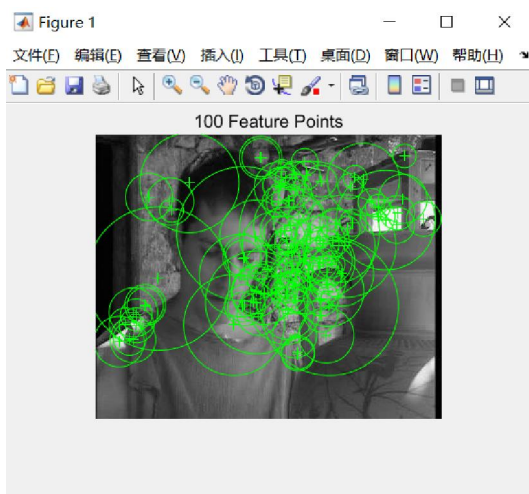 Figure 1
文件(F) 编辑(E) 查看(V) 插入(I) 工具(T) 桌面(D) 窗口(W) 帮助(H)
100 Feature Points